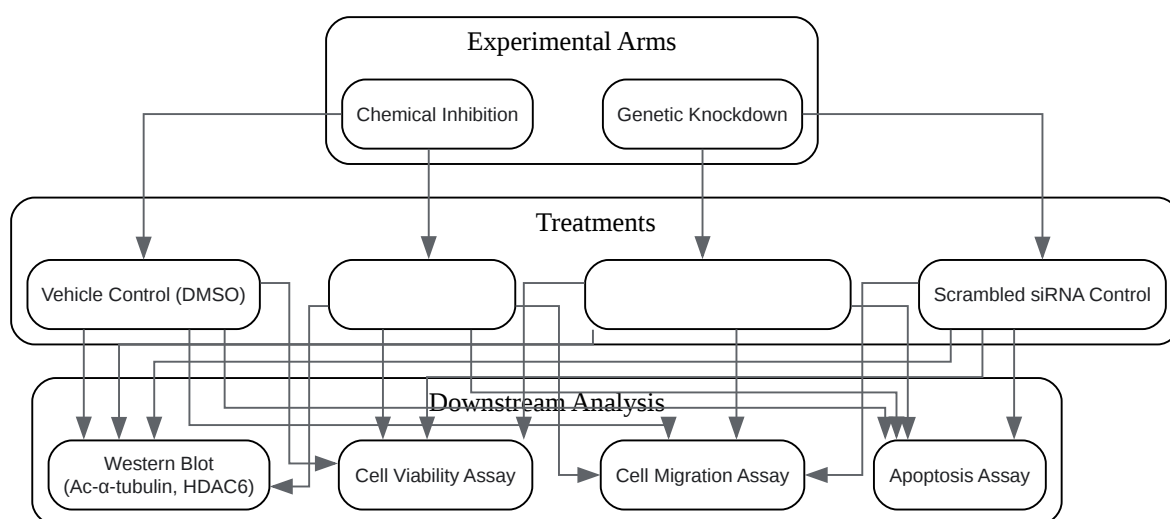 Experimental Arms
Chemical Inhibition
Genetic Knockdown
Treatments
Vehicle Control (DMSO)
Scrambled siRNA Control
Downstream Analysis
Western Blot
(Ac-α-tubulin, HDAC6)
Cell Viability Assay
Cell Migration Assay
Apoptosis Assay